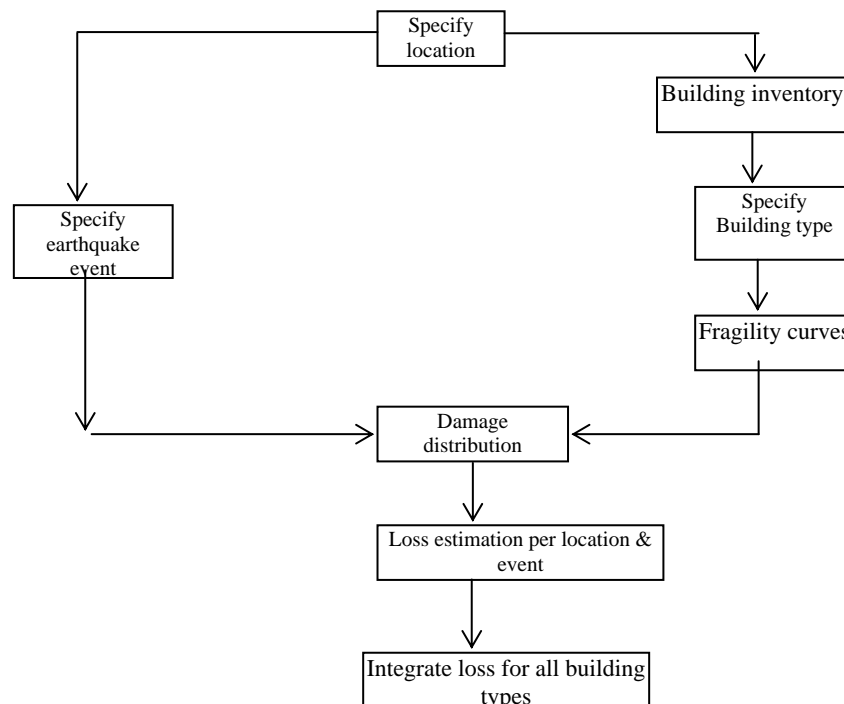 Specify
location
Building inventory
Specify
Building type
Specify
earthquake
event
Fragility curves
Damage
distribution
Loss estimation per location &
event
Integrate loss for all building
types